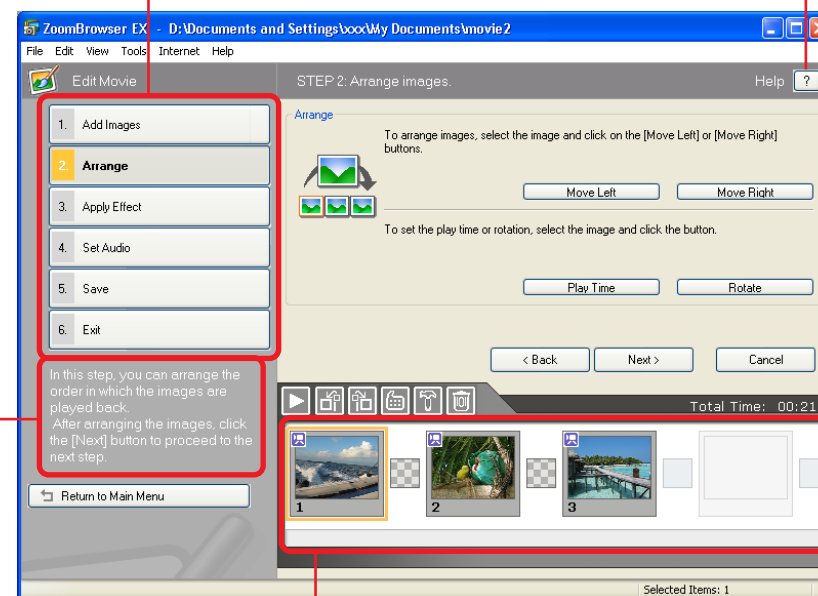 ZoomBrowser EX - D:\Documents and Settings\xxx\My Documents\movie2
File Edit View Tools Internet Help
Edit Movie
STEP 2: Arrange images.
Help ?
1. Add Images
2. Arrange
3. Apply Effect
4. Set Audio
5. Save
6. Exit
In this step, you can arrange the
order in which the images are
played back.
After arranging the images, click
the [Next] button to proceed to the
next step.
Return to Main Menu
Arrange
To arrange images, select the image and click on the [Move Left] or [Move Right]
buttons.
Move Left Move Right
To set the play time or rotation, select the image and click the button.
Play Time Rotate
< Back Next > Cancel
Total Time: 00:21
1 2 3
Selected Items: 1